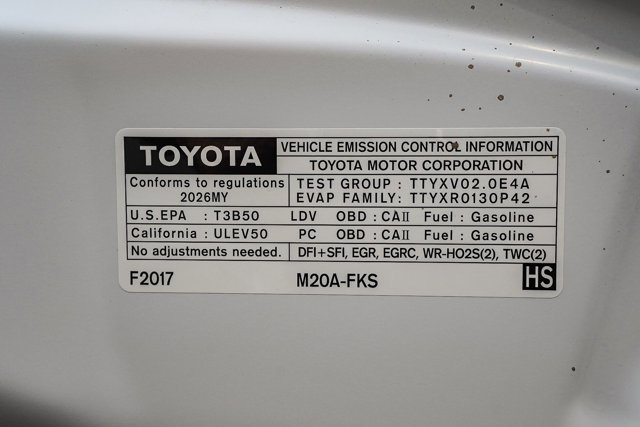 TOYOTA
VEHICLE EMISSION CONTROL INFORMATION
TOYOTA MOTOR CORPORATION
Conforms to regulations
2026MY
TEST GROUP : TTYXV02.0E4A
EVAP FAMILY: TTYXR0130P42
U.S.EPA : T3B50 LDV OBD : CAII Fuel : Gasoline
California : ULEV50 PC OBD : CAII Fuel : Gasoline
No adjustments needed. DFI+SFI, EGR, EGRC, WR-HO2S(2), TWC(2)
F2017 M20A-FKS HS